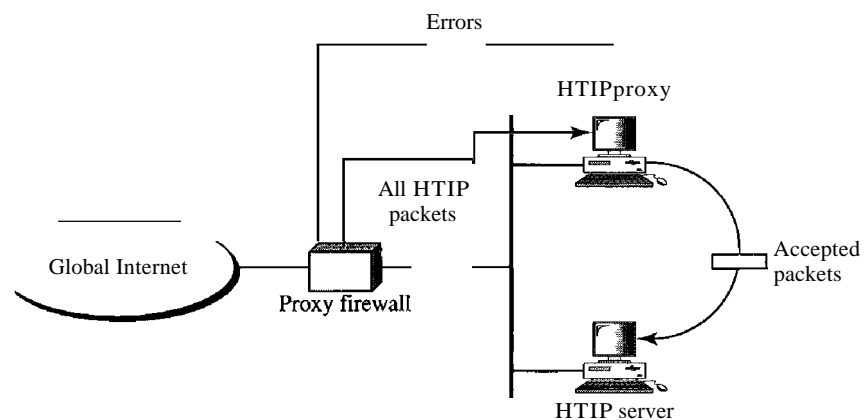 Errors
HTIPproxy
All HTIP
packets
Global Internet
Accepted
packets
Proxy firewall
HTIP server